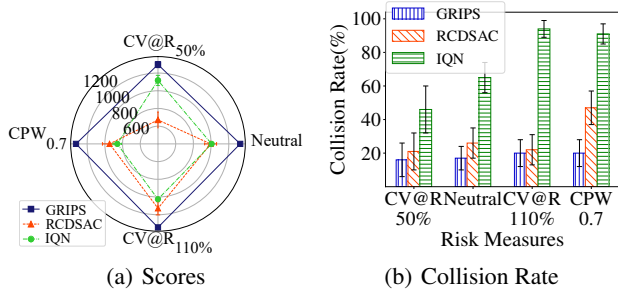 CV@R50%
1200
1000
800
600
CPW0.7
Neutral
CV@R110%
GRIPS
RCDSAC
IQN
(a) Scores
Collision Rate(%)
100
80
60
40
20
GRIPS
RCDSAC
IQN
CV@R Neutral CV@R CPW
50% 110% 0.7
Risk Measures
(b) Collision Rate